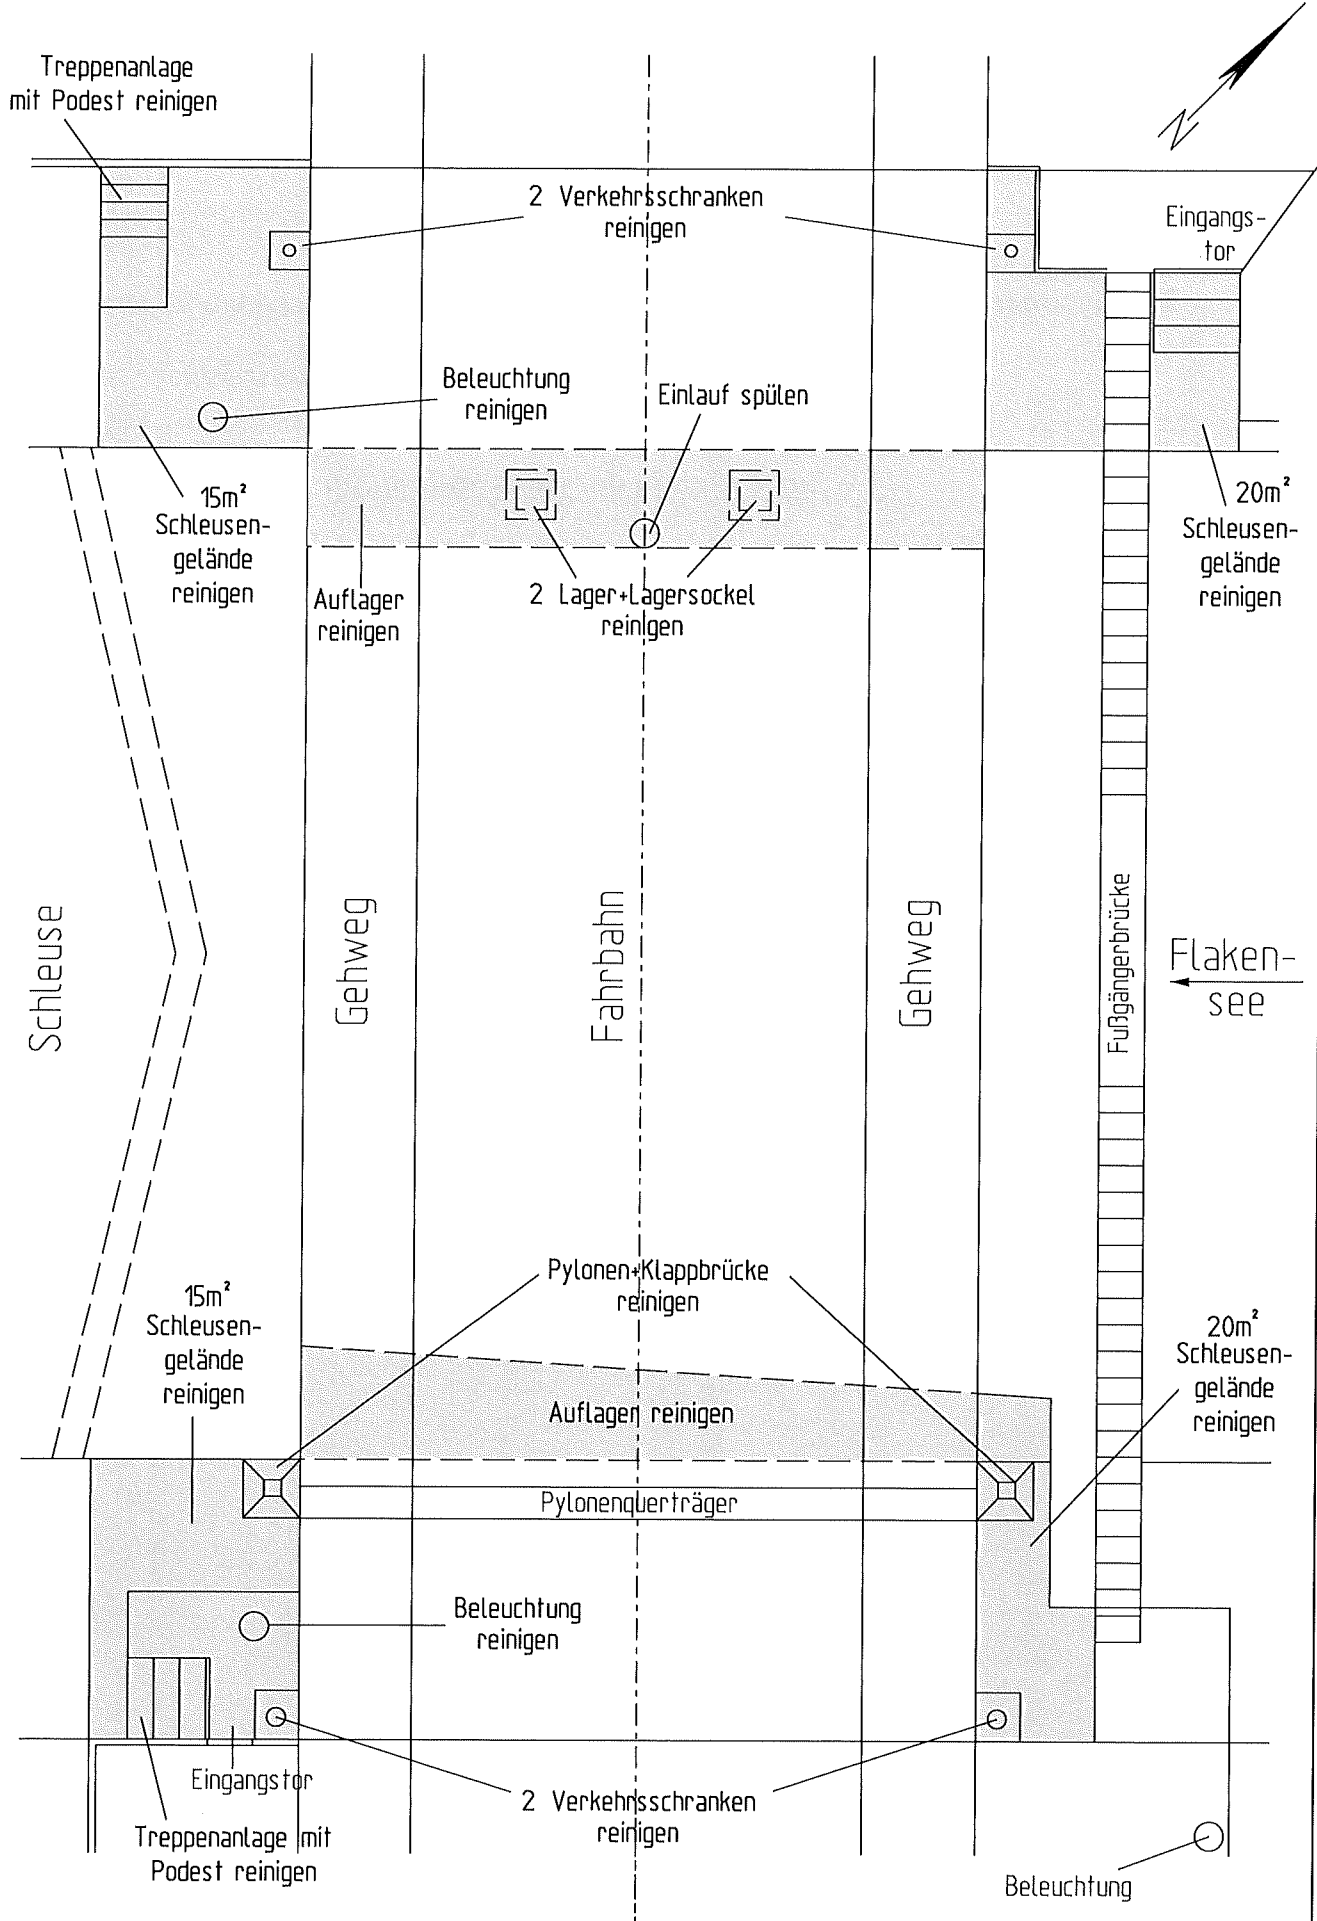 Treppenanlage
mit Podest reinigen
N
2 Verkehrsschranken
reinigen
Eingangs-
tor
Beleuchtung
reinigen
Einlauf spülen
15m²
Schleusen-
gelände
reinigen
20m²
Schleusen-
gelände
reinigen
Auflager
reinigen
2 Lager+Lagersockel
reinigen
Schleuse
Gehweg
Fahrbahn
Gehweg
Fußgängerbrücke
Flaken-
see
Pylonen+Klappbrücke
reinigen
15m²
Schleusen-
gelände
reinigen
20m²
Schleusen-
gelände
reinigen
Auflager reinigen
Pylonenquerträger
Beleuchtung
reinigen
Eingangstor
2 Verkehrsschranken
reinigen
Treppenanlage mit
Podest reinigen
Beleuchtung